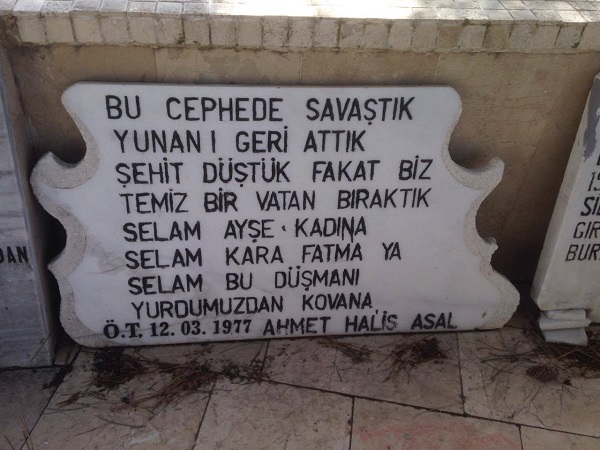 BU CEPHEDE SAVAŞTIK
YUNANI GERİ ATTIK
ŞEHİT DÜŞTÜK FAKAT BİZ
TEMİZ BİR VATAN BIRAKTIK
SELAM AYŞE KADINA
SELAM KARA FATMA YA
SELAM BU DÜŞMANI
YURDUMUZDAN KOVANA
Ö.T. 12. 03. 1977 AHMET HALİS ASAL
DAN